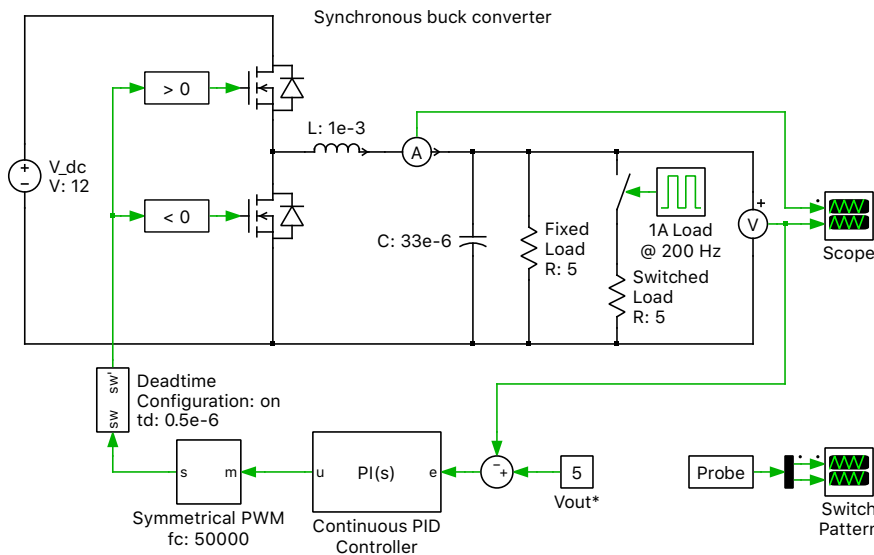 Synchronous buck converter
> 0
L: 1e-3
A
V_dc
V: 12
+
−
< 0
C: 33e-6
Fixed
Load
R: 5
1A Load
@ 200 Hz
Switched
Load
R: 5
+
V
Scope
sw'
sw
Deadtime
Configuration: on
td: 0.5e-6
s
m
Symmetrical PWM
fc: 50000
u
PI(s)
e
Continuous PID
Controller
−
+
5
Vout*
Probe
Switch
Pattern